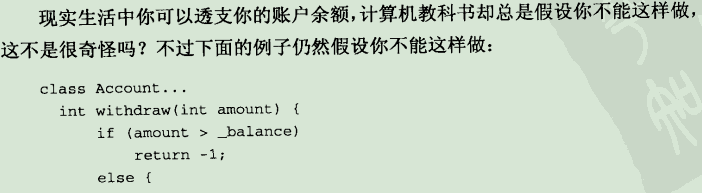 现实生活中你可以透支你的账户余额，计算机教科书却总是假设你不能这样做，
这不是很奇怪吗？不过下面的例子仍然假设你不能这样做：
class Account...
int withdraw(int amount) {
if (amount > _balance)
return -1;
else {